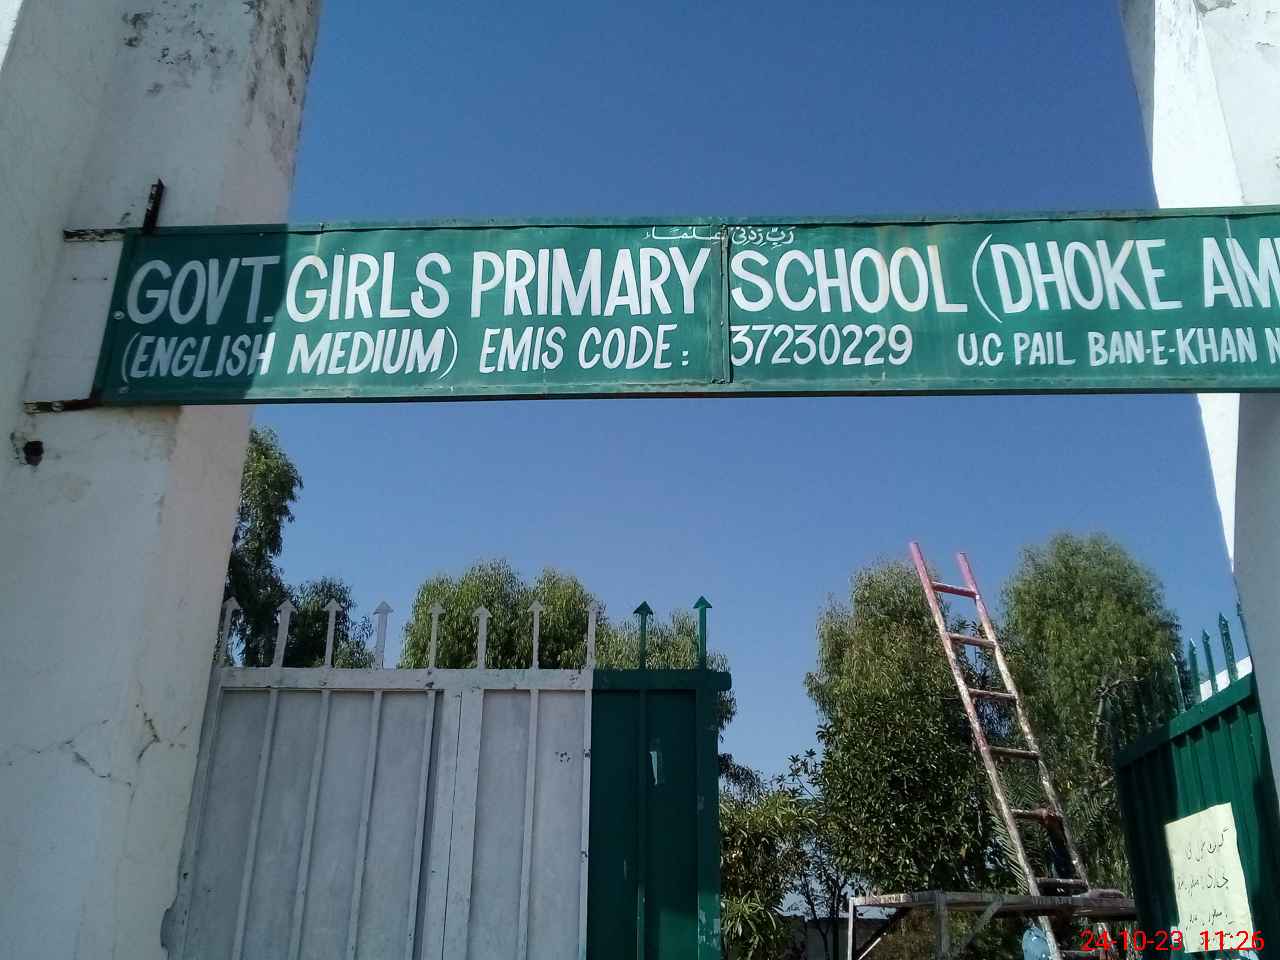 رَبِّ زِدْنِی عِلْمًا
GOVT. GIRLS PRIMARY SCHOOL (DHOKE AM
(ENGLISH MEDIUM) EMIS CODE: 37230229 U.C PAIL BAN-E-KHAN N
24-10-23 11:26